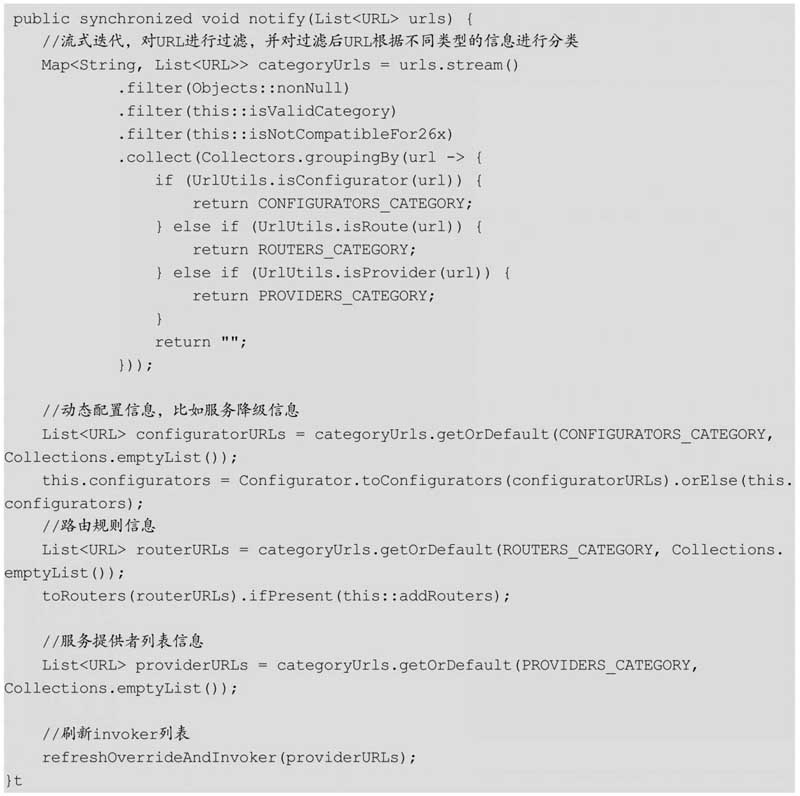 public synchronized void notify(List<URL> urls) {
//流式迭代，对URL进行过滤，并对过滤后URL根据不同类型的信息进行分类
Map<String, List<URL>> categoryUrls = urls.stream()
.filter(Objects::nonNull)
.filter(this::isValidCategory)
.filter(this::isNotCompatibleFor26x)
.collect(Collectors.groupingBy(url -> {
if (UrlUtils.isConfigurator(url)) {
return CONFIGURATORS_CATEGORY;
} else if (UrlUtils.isRoute(url)) {
return ROUTERS_CATEGORY;
} else if (UrlUtils.isProvider(url)) {
return PROVIDERS_CATEGORY;
}
return "";
}));
//动态配置信息，比如服务降级信息
List<URL> configuratorURLs = categoryUrls.getOrDefault(CONFIGURATORS_CATEGORY,
Collections.emptyList());
this.configurators = Configurator.toConfigurators(configuratorURLs).orElse(this.
configurators);
//路由规则信息
List<URL> routerURLs = categoryUrls.getOrDefault(ROUTERS_CATEGORY, Collections.
emptyList());
toRouters(routerURLs).ifPresent(this::addRouters);
//服务提供者列表信息
List<URL> providerURLs = categoryUrls.getOrDefault(PROVIDERS_CATEGORY,
Collections.emptyList());
//刷新invoker列表
refreshOverrideAndInvoker(providerURLs);
}t